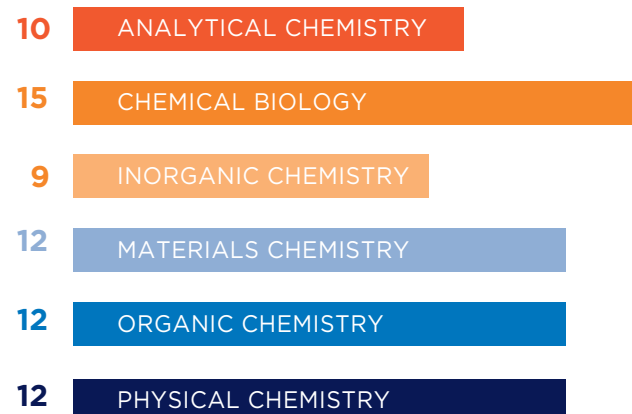 10 ANALYTICAL CHEMISTRY
15 CHEMICAL BIOLOGY
9 INORGANIC CHEMISTRY
12 MATERIALS CHEMISTRY
12 ORGANIC CHEMISTRY
12 PHYSICAL CHEMISTRY